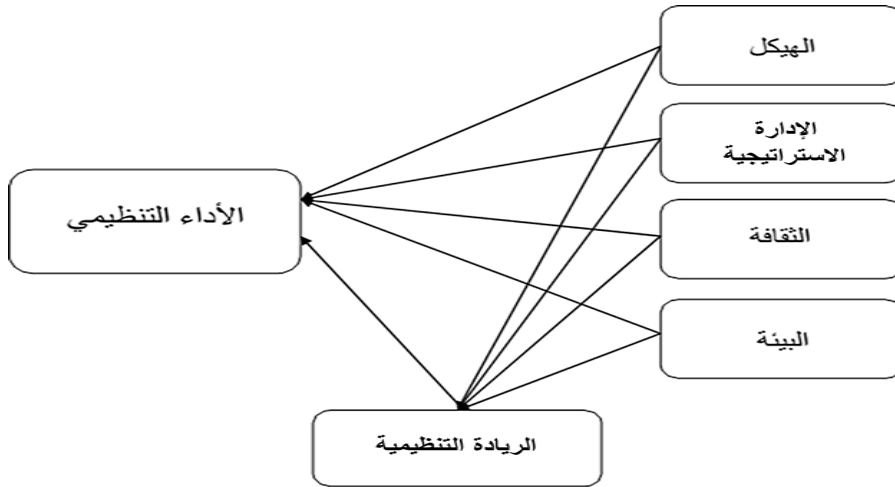 الهيكل
الإدارة
الاستراتيجية
الثقافة
البيئة
الأداء التنظيمي
الريادة التنظيمية